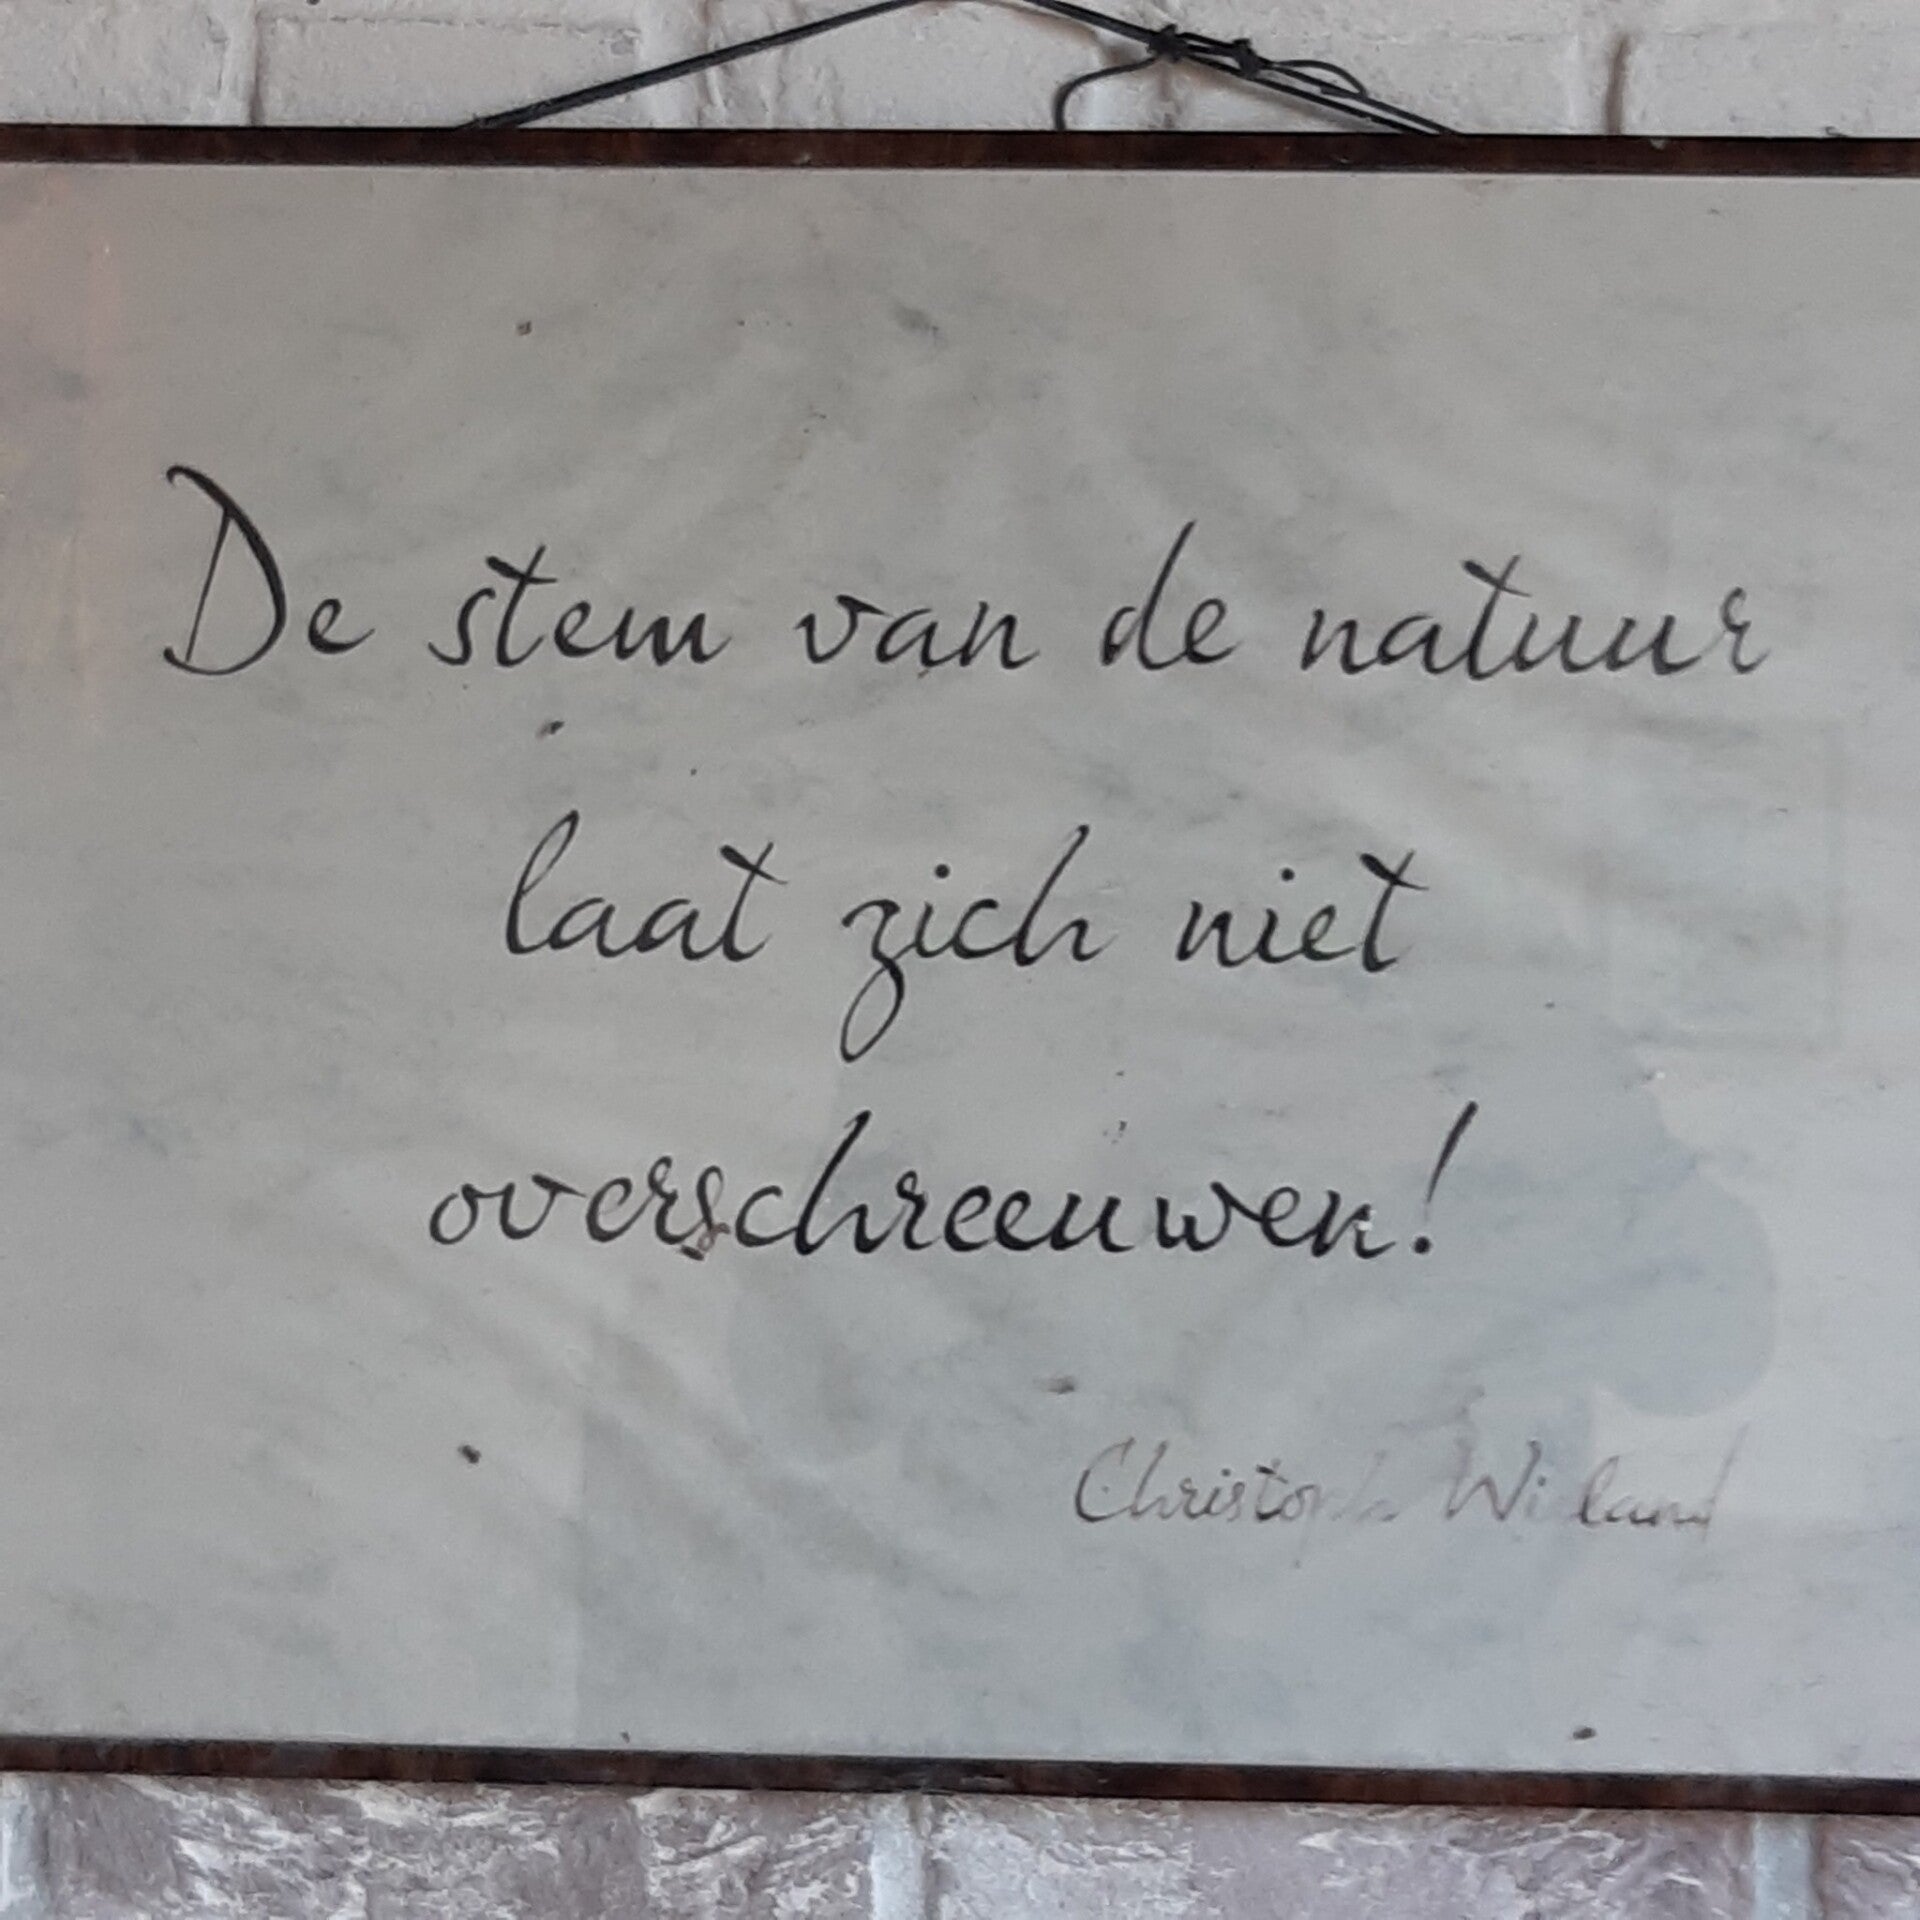 De stem van de natuur
laat zich niet
overschreeuwen!
Christoph Wieland